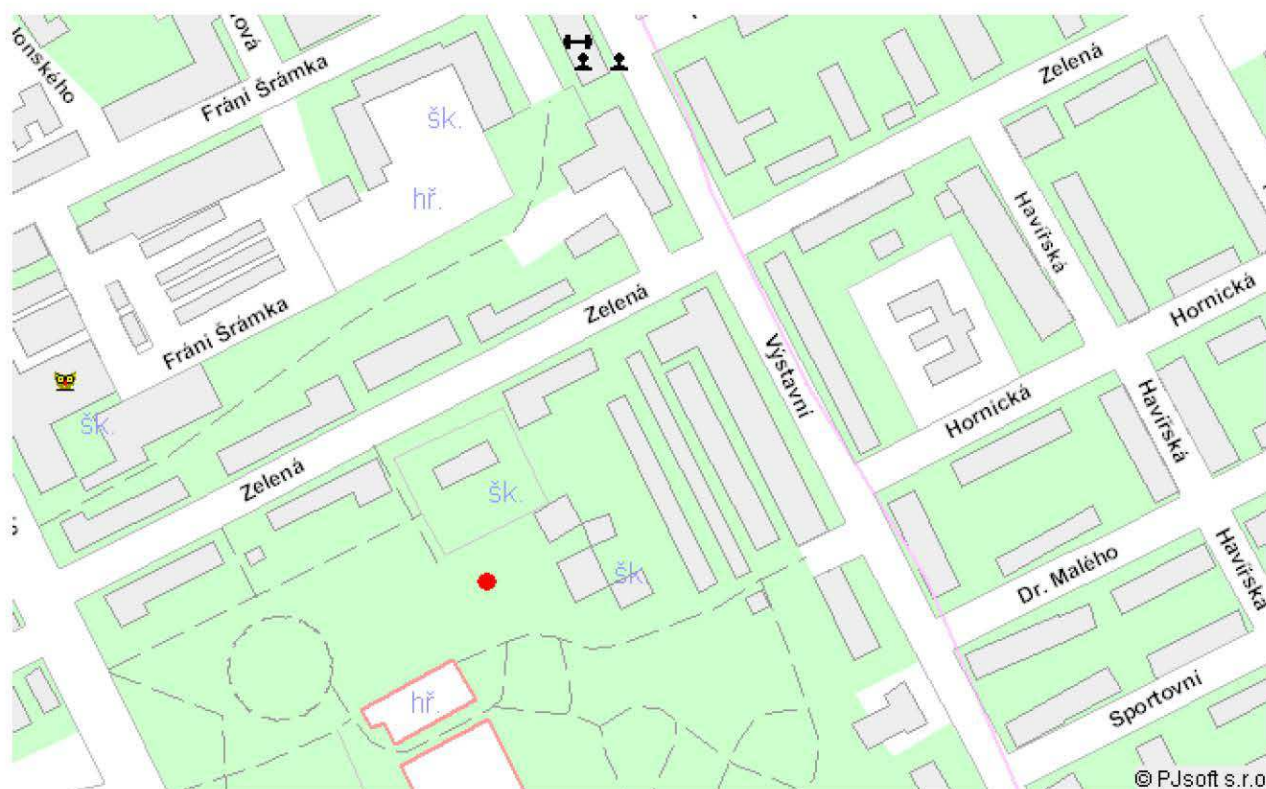 Fráni Šrámka
šk.
Zelená
hř.
Havířská
Hornická
Zelená
Fráni Šrámka
Výstavní
Hornická
šk.
Havířská
Zelená
šk.
Havířská
šk.
Dr. Malého
hř.
Sportovní
© PJsoft s.r.o